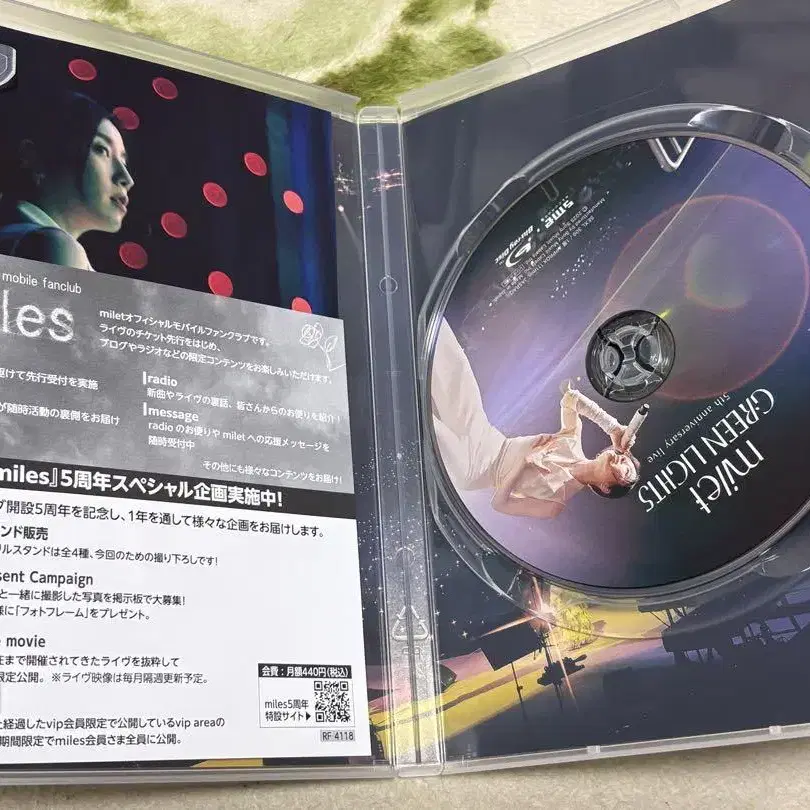 mobile fanclub
les
miletオフィシャルモバイルファンクラブです。
ライヴのチケット先行をはじめ、
ブログやラジオなどの限定コンテンツをお楽しみいただけます。
駆けて先行受付を実施
が随時活動の裏側をお届け
radio
新曲やライヴの裏話、皆さんからのお便りを紹介!
message
radio のお便りや milet への応援メッセージを
随時受付中
その他にも様々なコンテンツをお届け!
miles』5周年スペシャル企画実施中!
ブ開設5周年を記念し、1年を通して様々な企画をお届けします。
ンド販売
リルスタンドは全4種、今回のための撮り下ろしです!
sent Campaign
と一緒に撮影した写真を掲示板で大募集!
様に「フォトフレーム」をプレゼント。
movie
在まで開催されてきたライヴを抜粋して
限定公開。 ※ライヴ映像は毎月隔週更新予定。
経過したvip会員限定で公開しているvip areaの
期間限定でmiles会員さま全員に公開。
会費：月額440円(税込)
miles5周年
特設サイト▶
RF 4118
milet
5th anniversary live
GREEN LIGHTS
Blu-ray Disc
sme